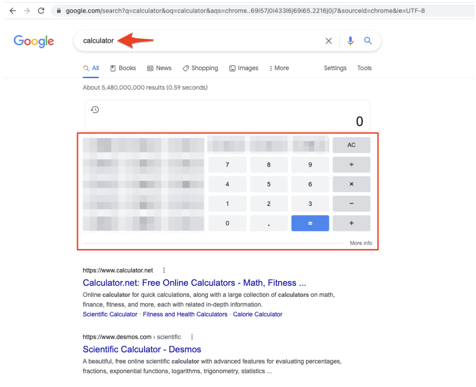 google.com/search?q=calculator&oq=calculator&aqs=chrome..69i57j0i433l6j69i65.2216j0j7&sourceid=chrome&ie=UTF-8
Google calculator
All Books News Shopping Images More Settings Tools
About 5,480,000,000 results (0.59 seconds)
0
AC
7 8 9 ÷
4 5 6 ×
1 2 3 −
0 . = +
More info
https://www.calculator.net
Calculator.net: Free Online Calculators - Math, Fitness ...
Online calculator for quick calculations, along with a large collection of calculators on math,
finance, fitness, and more, each with related in-depth information.
Scientific Calculator · Fitness and Health Calculators · Calorie Calculator
https://www.desmos.com › scientific
Scientific Calculator - Desmos
A beautiful, free online scientific calculator with advanced features for evaluating percentages,
fractions, exponential functions, logarithms, trigonometry, statistics ...